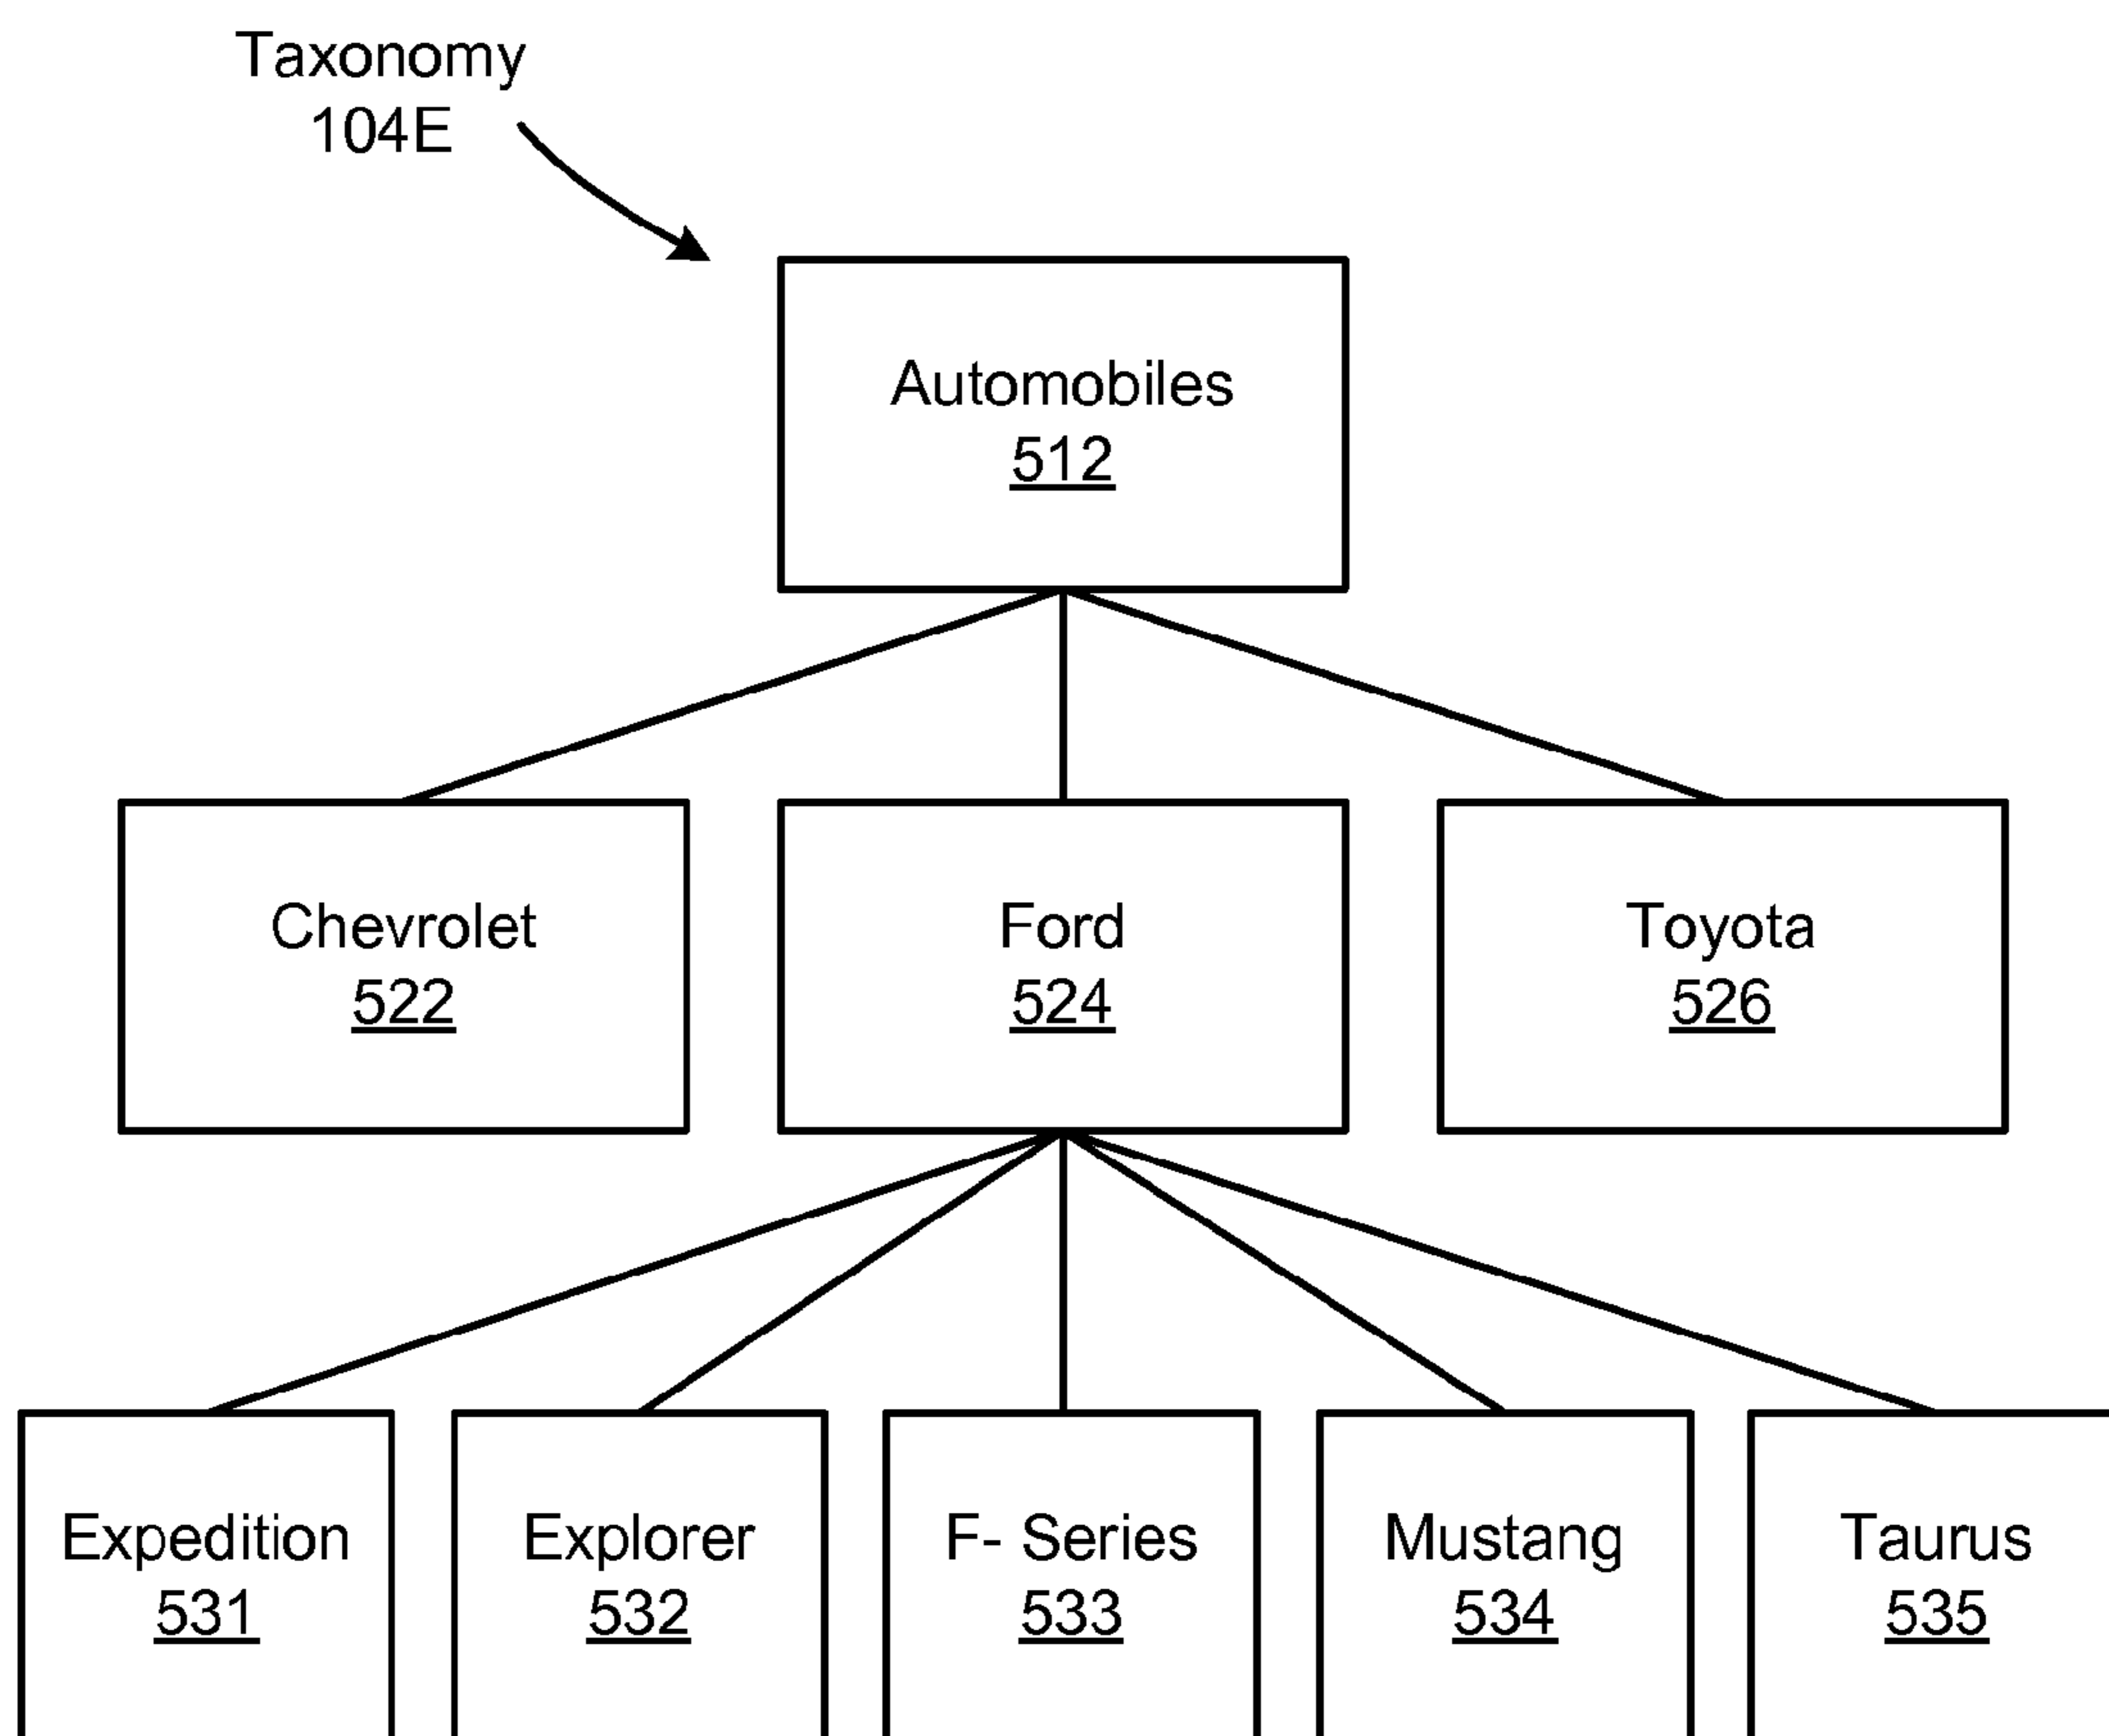 Taxonomy
104E
Automobiles
512
Chevrolet
522
Ford
524
Toyota
526
Expedition
531
Explorer
532
F- Series
533
Mustang
534
Taurus
535